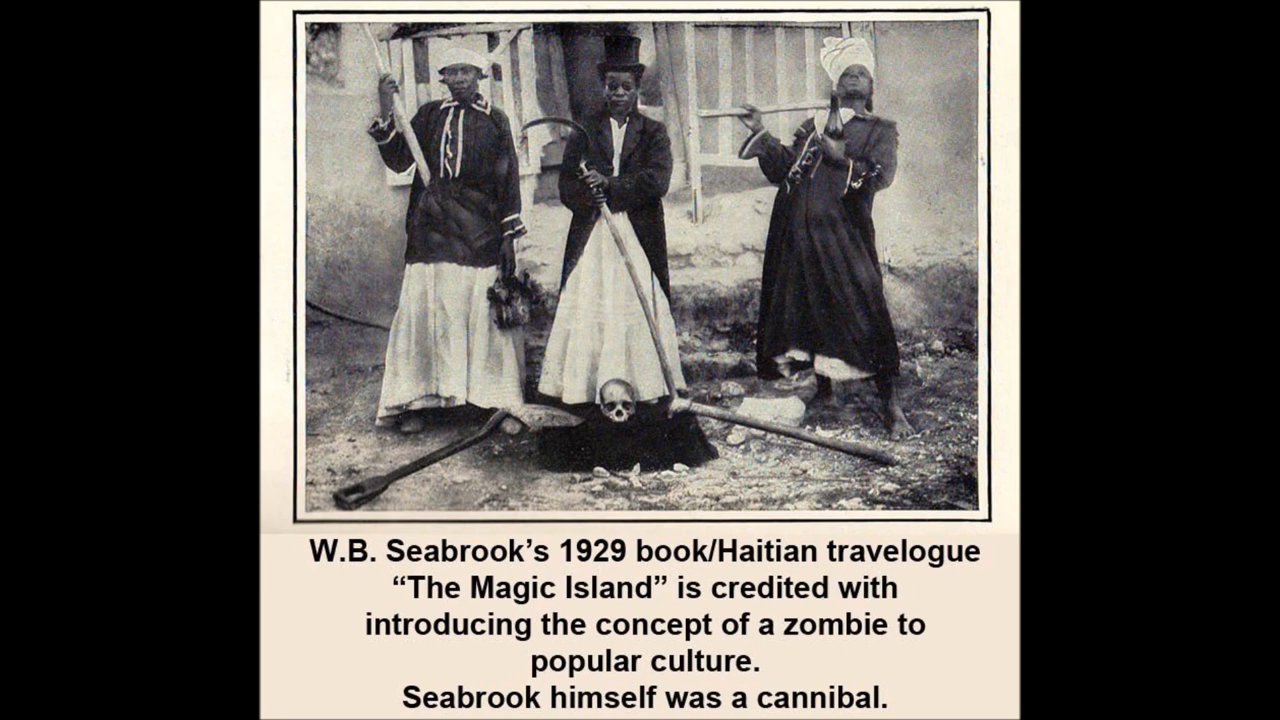 W.B. Seabrook’s 1929 book/Haitian travelogue
“The Magic Island” is credited with
introducing the concept of a zombie to
popular culture.
Seabrook himself was a cannibal.